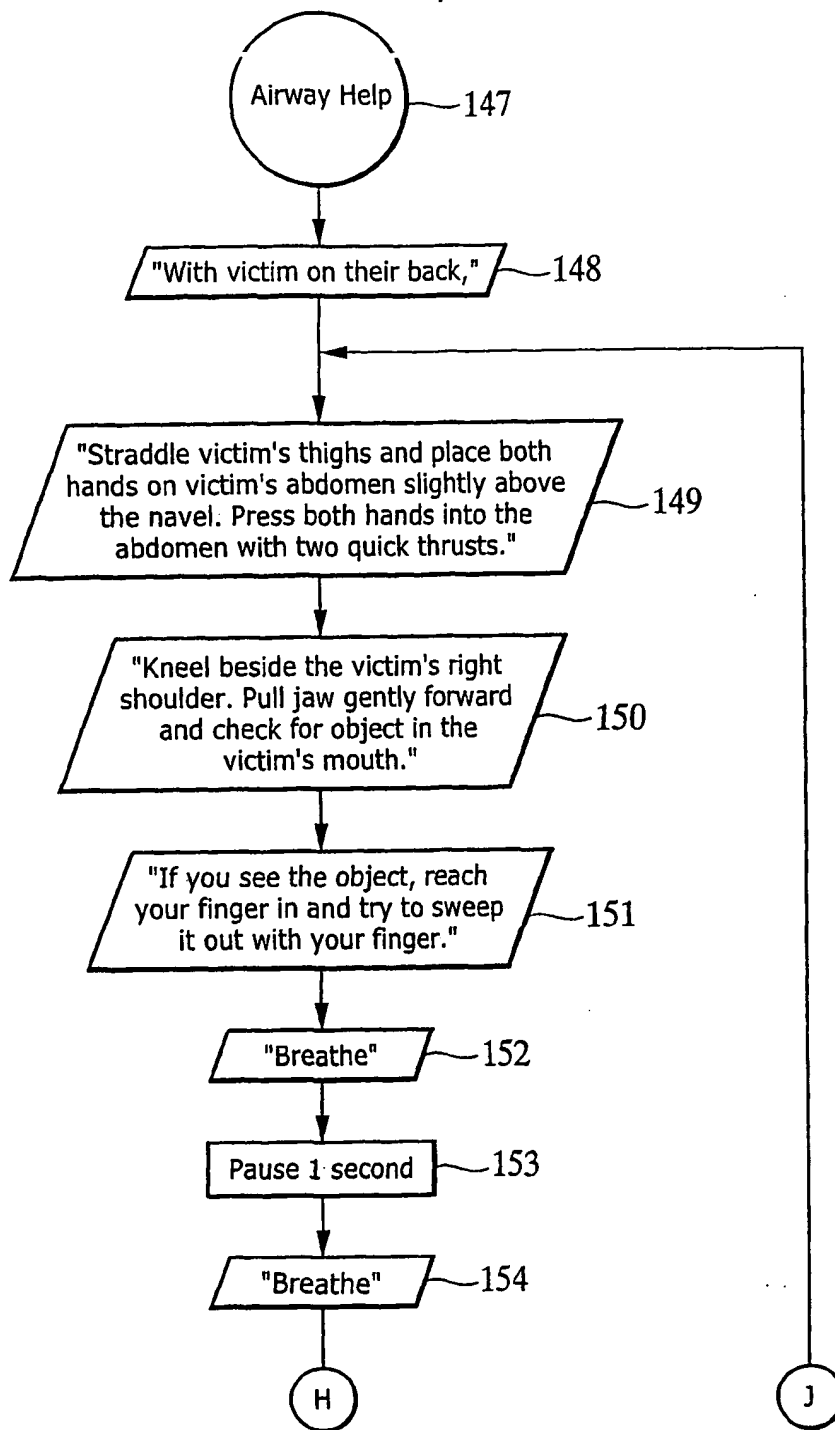 Airway Help
147
"With victim on their back,"
148
"Straddle victim's thighs and place both
hands on victim's abdomen slightly above
the navel. Press both hands into the
abdomen with two quick thrusts."
149
"Kneel beside the victim's right
shoulder. Pull jaw gently forward
and check for object in the
victim's mouth."
150
"If you see the object, reach
your finger in and try to sweep
it out with your finger."
151
"Breathe"
152
Pause 1 second
153
"Breathe"
154
H
J